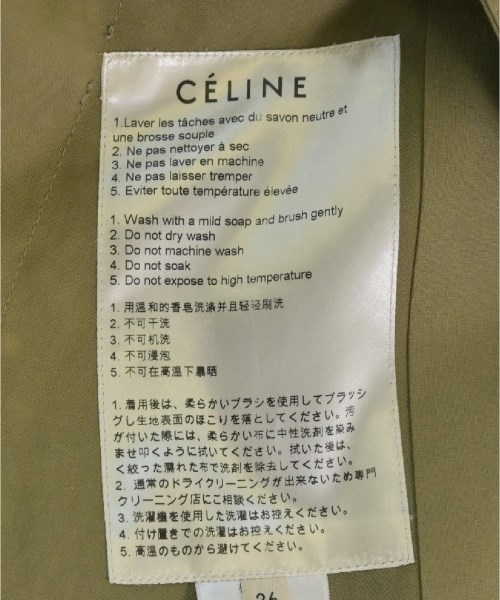 CÉLINE
1.Laver les tâches avec du savon neutre et
une brosse souple
2. Ne pas nettoyer à sec
3. Ne pas laver en machine
4. Ne pas laisser tremper
5. Eviter toute température élevée
1. Wash with a mild soap and brush gently
2. Do not dry wash
3. Do not machine wash
4. Do not soak
5. Do not expose to high temperature
1. 用温和的香皂洗涤并且轻轻刷洗
2. 不可干洗
3. 不可机洗
4. 不可浸泡
5. 不可在高温下暴晒
1. 着用後は、柔らかいブラシを使用してブラッシ
グし生地表面のほこりを落としてください。汚
が付いた際には、柔らかい布に中性洗剤を染み
ませ叩くように拭いてください。拭いた後は、
く絞った濡れた布で洗剤を除去してください。
2. 通常のドライクリーニングが出来ないため専門
クリーニング店にご相談ください。
3. 洗濯機を使用した洗濯はお控えください。
4. 付け置きでの洗濯はお控えください。
5. 高温のものから避けてください。
36